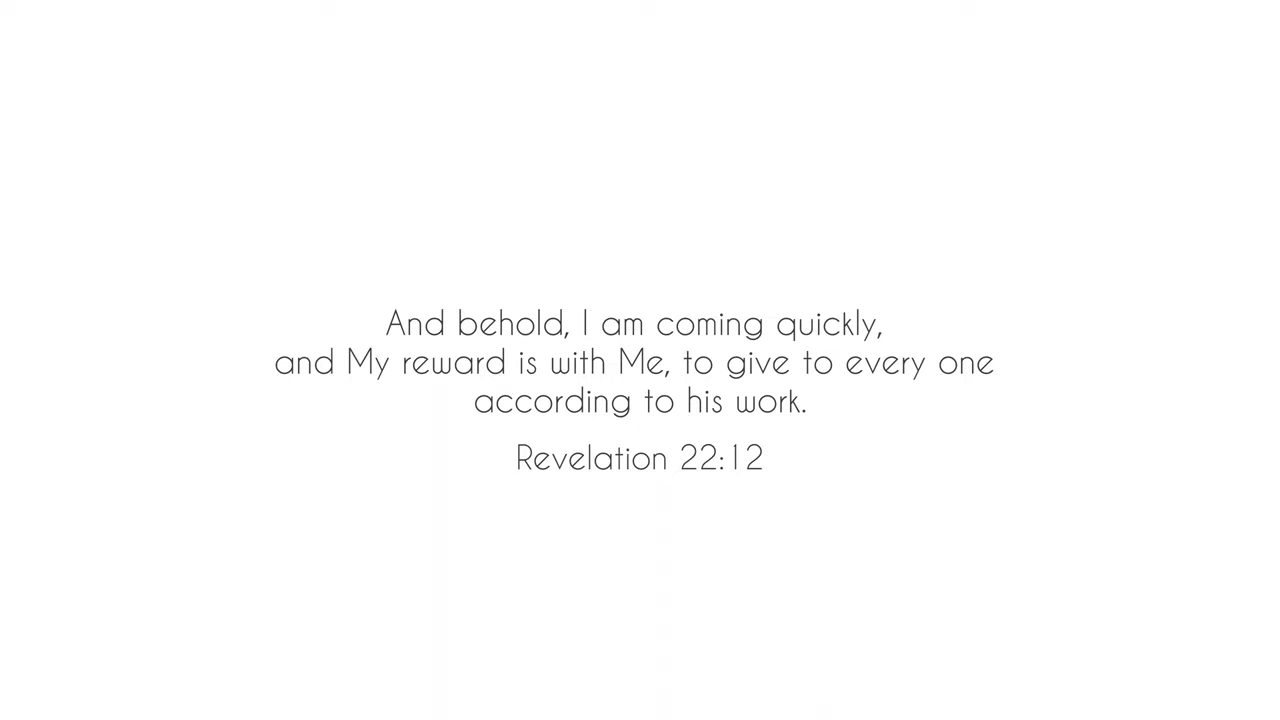 And behold, I am coming quickly,
and My reward is with Me, to give to every one
according to his work.
Revelation 22:12